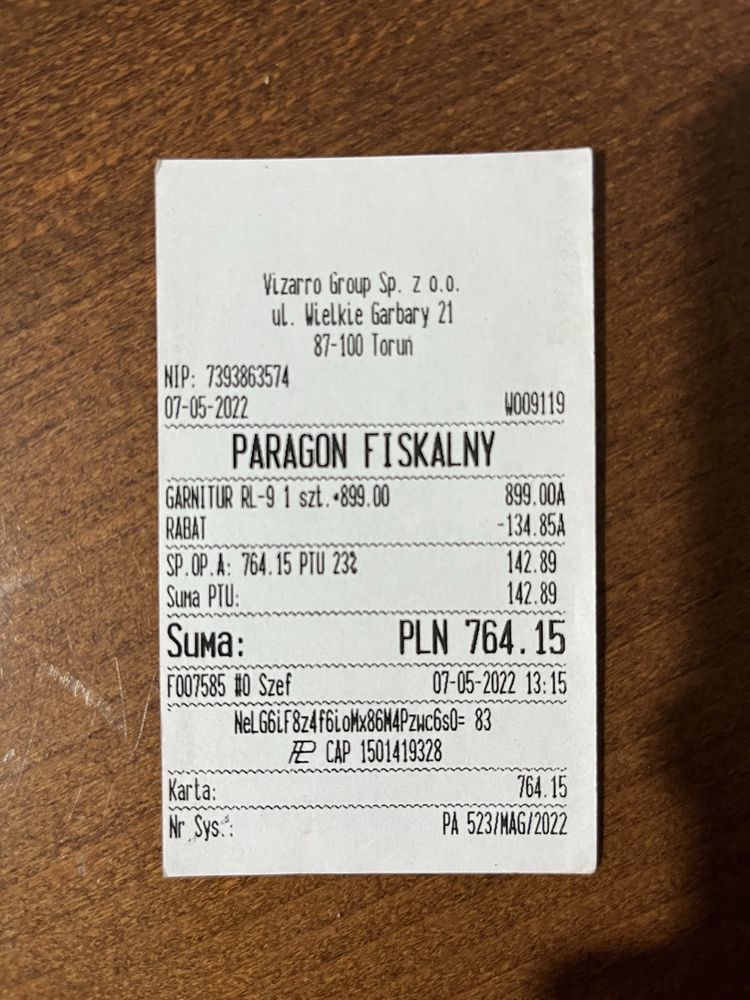 Vizarro Group Sp. z o.o.
ul. Wielkie Garbary 21
87-100 Toruń
NIP: 7393863574
07-05-2022 W009119
PARAGON FISKALNY
GARNITUR RL-9 1 szt.*899.00 899.00A
RABAT -134.85A
SP.OP.A: 764.15 PTU 23% 142.89
Suma PTU: 142.89
Suma: PLN 764.15
F007585 #0 Szef 07-05-2022 13:15
NeLG6iF8z4f6ioMx86M4Pzwc6s0= 83
CAP 1501419328
Karta: 764.15
Nr Sys.: PA 523/MAG/2022